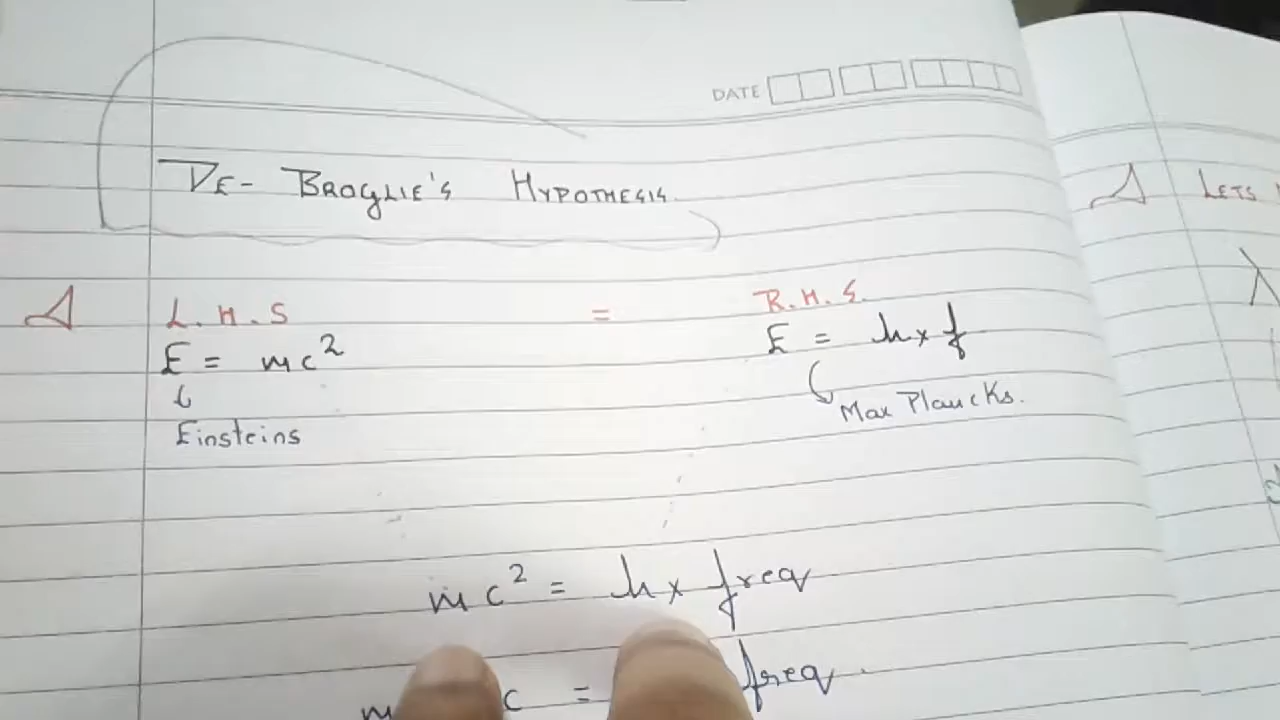 DATE
DE- BROGLIE'S HYPOTHESIS.
LETS
L.H.S = R.H.S.
E = mc² E = h x f
Einsteins Max Plancks.
λ
mc² = h x freq
m c = freq.